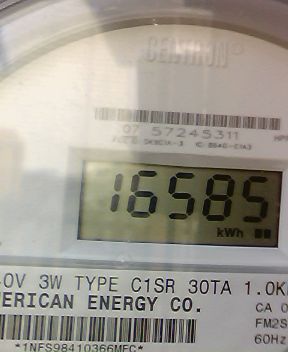 CENTRON®
07 57245311
16585
kWh
0V 3W TYPE C1SR 30TA 1.0K
ERICAN ENERGY CO.
CA 0
FM2S
60Hz
*1NFS98410366MFC*